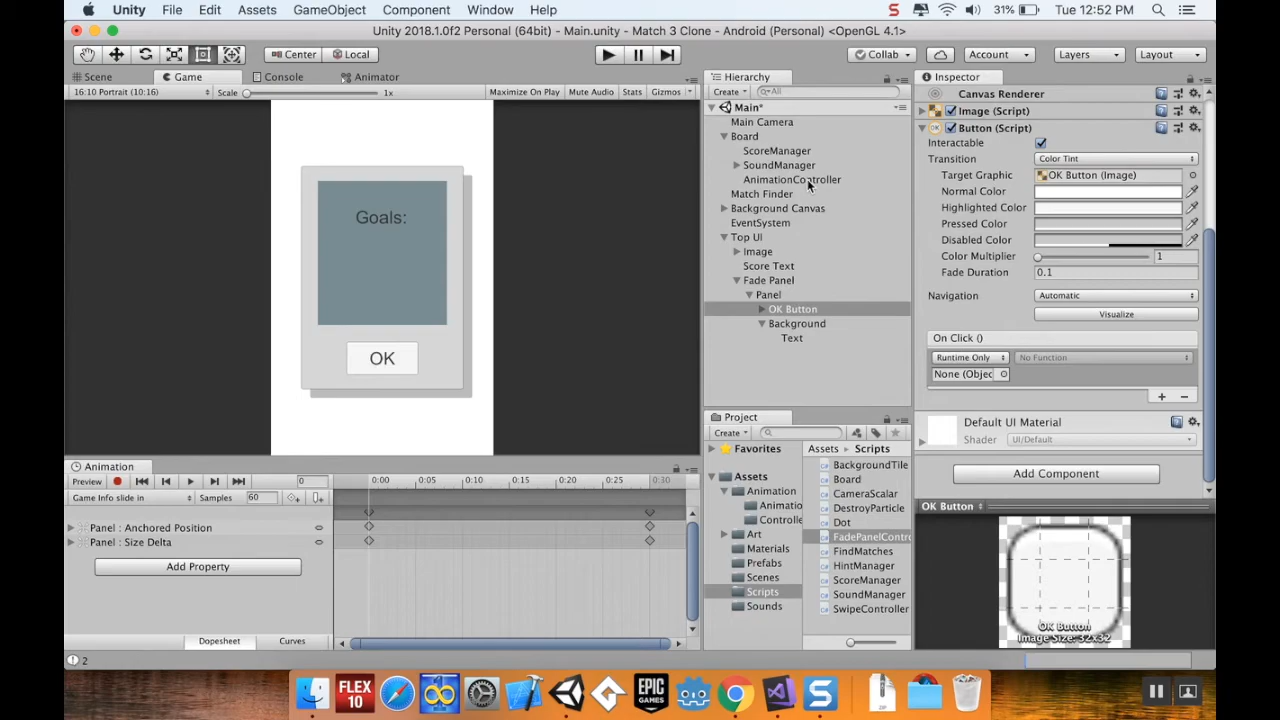 Unity File Edit Assets GameObject Component Window Help 31% Tue 12:52 PM
Unity 2018.1.0f2 Personal (64bit) - Main.unity - Match 3 Clone - Android (Personal) <OpenGL 4.1>
Center Local Collab Account Layers Layout
Scene Game Console Animator
16:10 Portrait (10:16) Scale 1x Maximize On Play Mute Audio Stats Gizmos
Goals:
OK
Hierarchy
Create All
Main*
Main Camera
Board
ScoreManager
SoundManager
AnimationController
Match Finder
Background Canvas
EventSystem
Top UI
Image
Score Text
Fade Panel
Panel
OK Button
Background
Text
Inspector
Canvas Renderer
Image (Script)
Button (Script)
Interactable
Transition Color Tint
Target Graphic OK Button (Image)
Normal Color
Highlighted Color
Pressed Color
Disabled Color
Color Multiplier 1
Fade Duration 0.1
Navigation Automatic
Visualize
On Click ()
Runtime Only No Function
None (Objec
Default UI Material
Shader UI/Default
Add Component
OK Button
OK Button
Image Size: 32x32
Project
Create
Favorites
Assets
Animation
Animatio
Controlle
Art
Materials
Prefabs
Scenes
Scripts
Sounds
Assets Scripts
BackgroundTile
Board
CameraScalar
DestroyParticle
Dot
FadePanelContro
FindMatches
HintManager
ScoreManager
SoundManager
SwipeController
Animation
Preview 0 0:00 0:05 0:10 0:15 0:20 0:25 0:30
Game Info slide in Samples 60
Panel : Anchored Position
Panel : Size Delta
Add Property
Dopesheet Curves
2
FLEX
10
EPIC
GAMES
ZIP